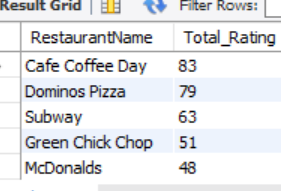 Result Grid Filter Rows:
RestaurantName Total_Rating
Cafe Coffee Day 83
Dominos Pizza 79
Subway 63
Green Chick Chop 51
McDonalds 48